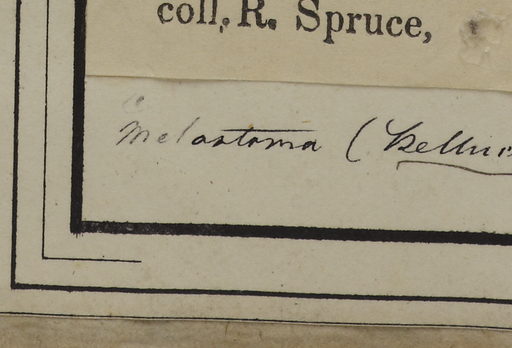 coll. R. Spruce,
Melastoma (